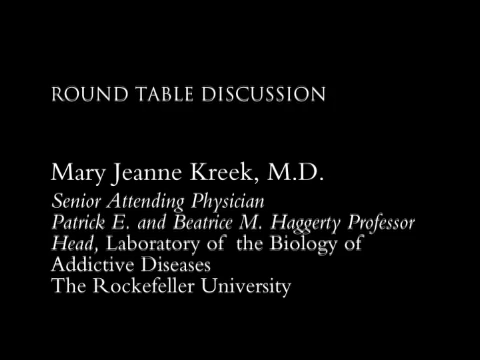 ROUND TABLE DISCUSSION
Mary Jeanne Kreek, M.D.
Senior Attending Physician
Patrick E. and Beatrice M. Haggerty Professor
Head, Laboratory of the Biology of
Addictive Diseases
The Rockefeller University